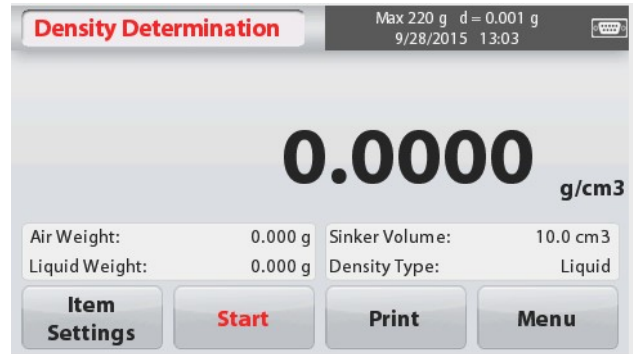 Density Determination
Max 220 g d = 0.001 g
9/28/2015 13:03
0.0000
g/cm3
Air Weight: 0.000 g
Liquid Weight: 0.000 g
Sinker Volume: 10.0 cm3
Density Type: Liquid
Item
Settings
Start
Print
Menu